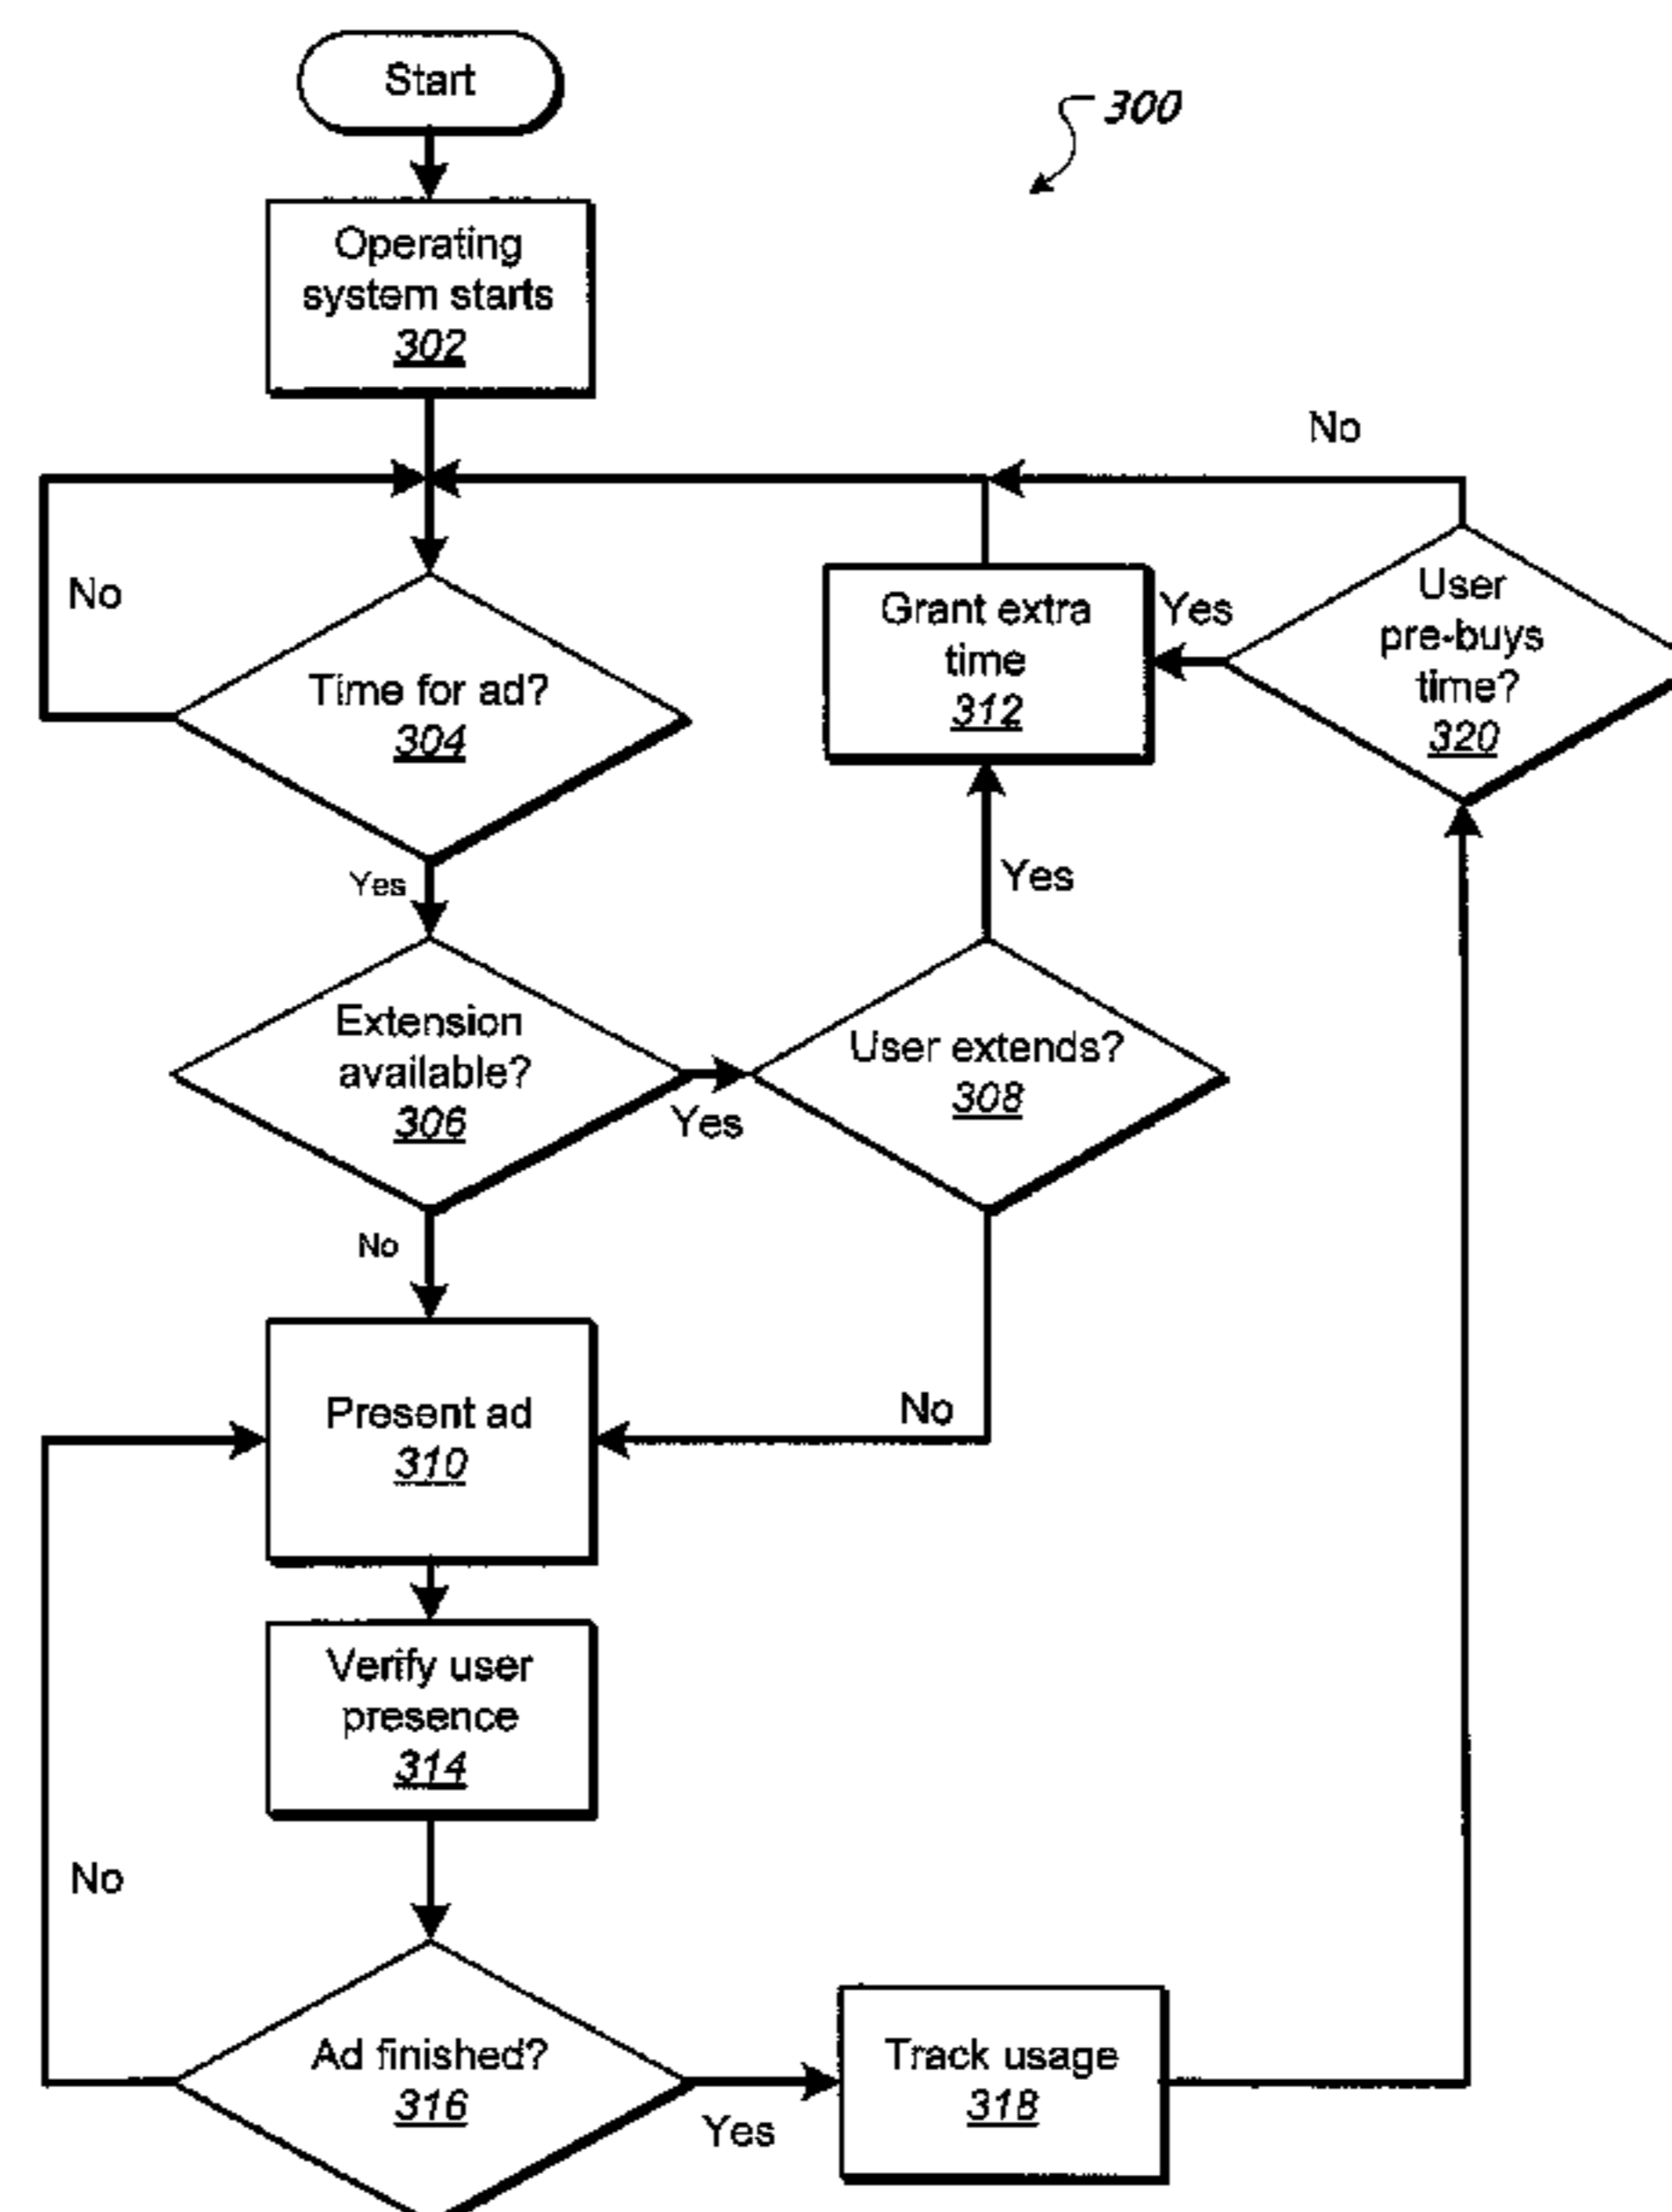 Start
300
Operating
system starts
302
No
No
Time for ad?
304
Grant extra
time
312
Yes
User
pre-buys
time?
320
Yes
Yes
Extension
available?
306
Yes
User extends?
308
No
No
Present ad
310
Verify user
presence
314
No
Ad finished?
316
Yes
Track usage
318